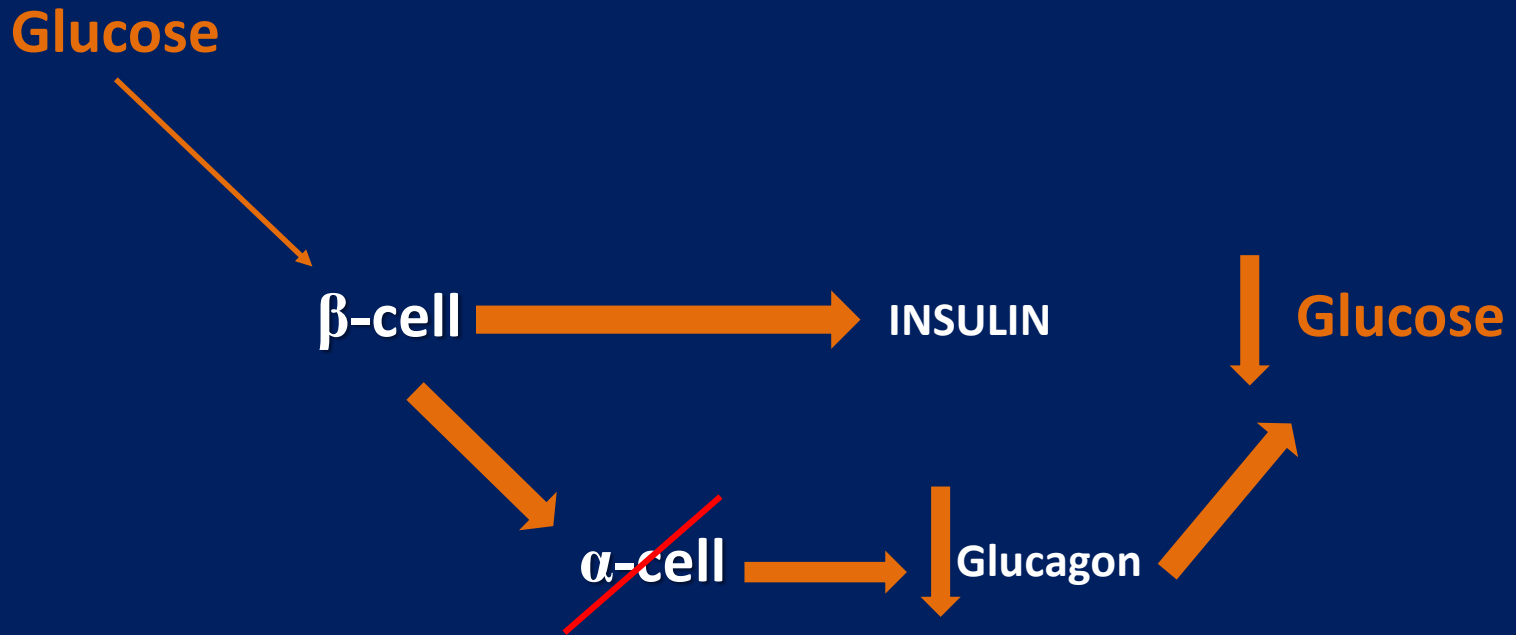 Glucose
β-cell
INSULIN
Glucose
α-cell
Glucagon